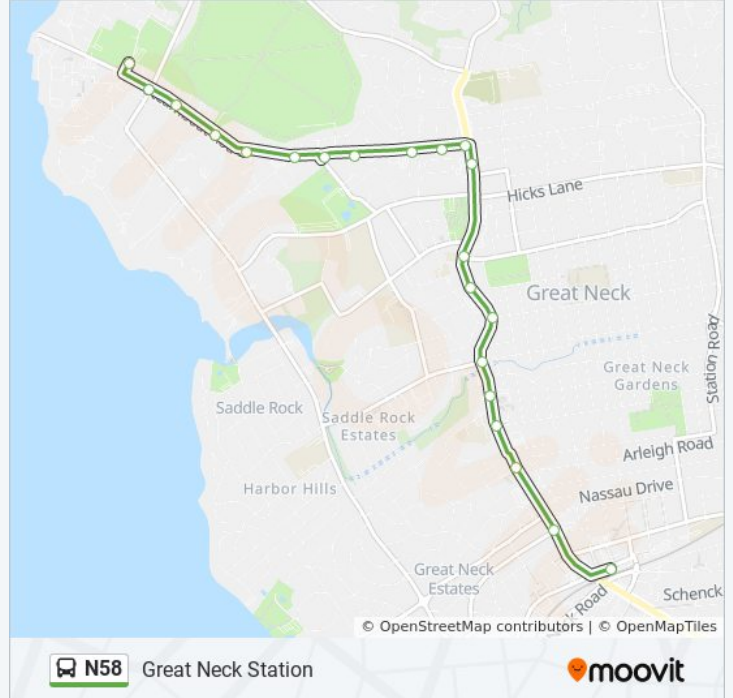 Hicks Lane
Great Neck
Station Road
Great Neck
Gardens
Saddle Rock
Saddle Rock
Estates
Arleigh Road
Harbor Hills
Nassau Drive
Great Neck
Estates
Schenck
Road
© OpenStreetMap contributors | © OpenMapTiles
N58 Great Neck Station moovit